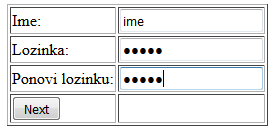 Ime: ime
Lozinka: ●●●●●
Ponovi lozinku: ●●●●●
Next